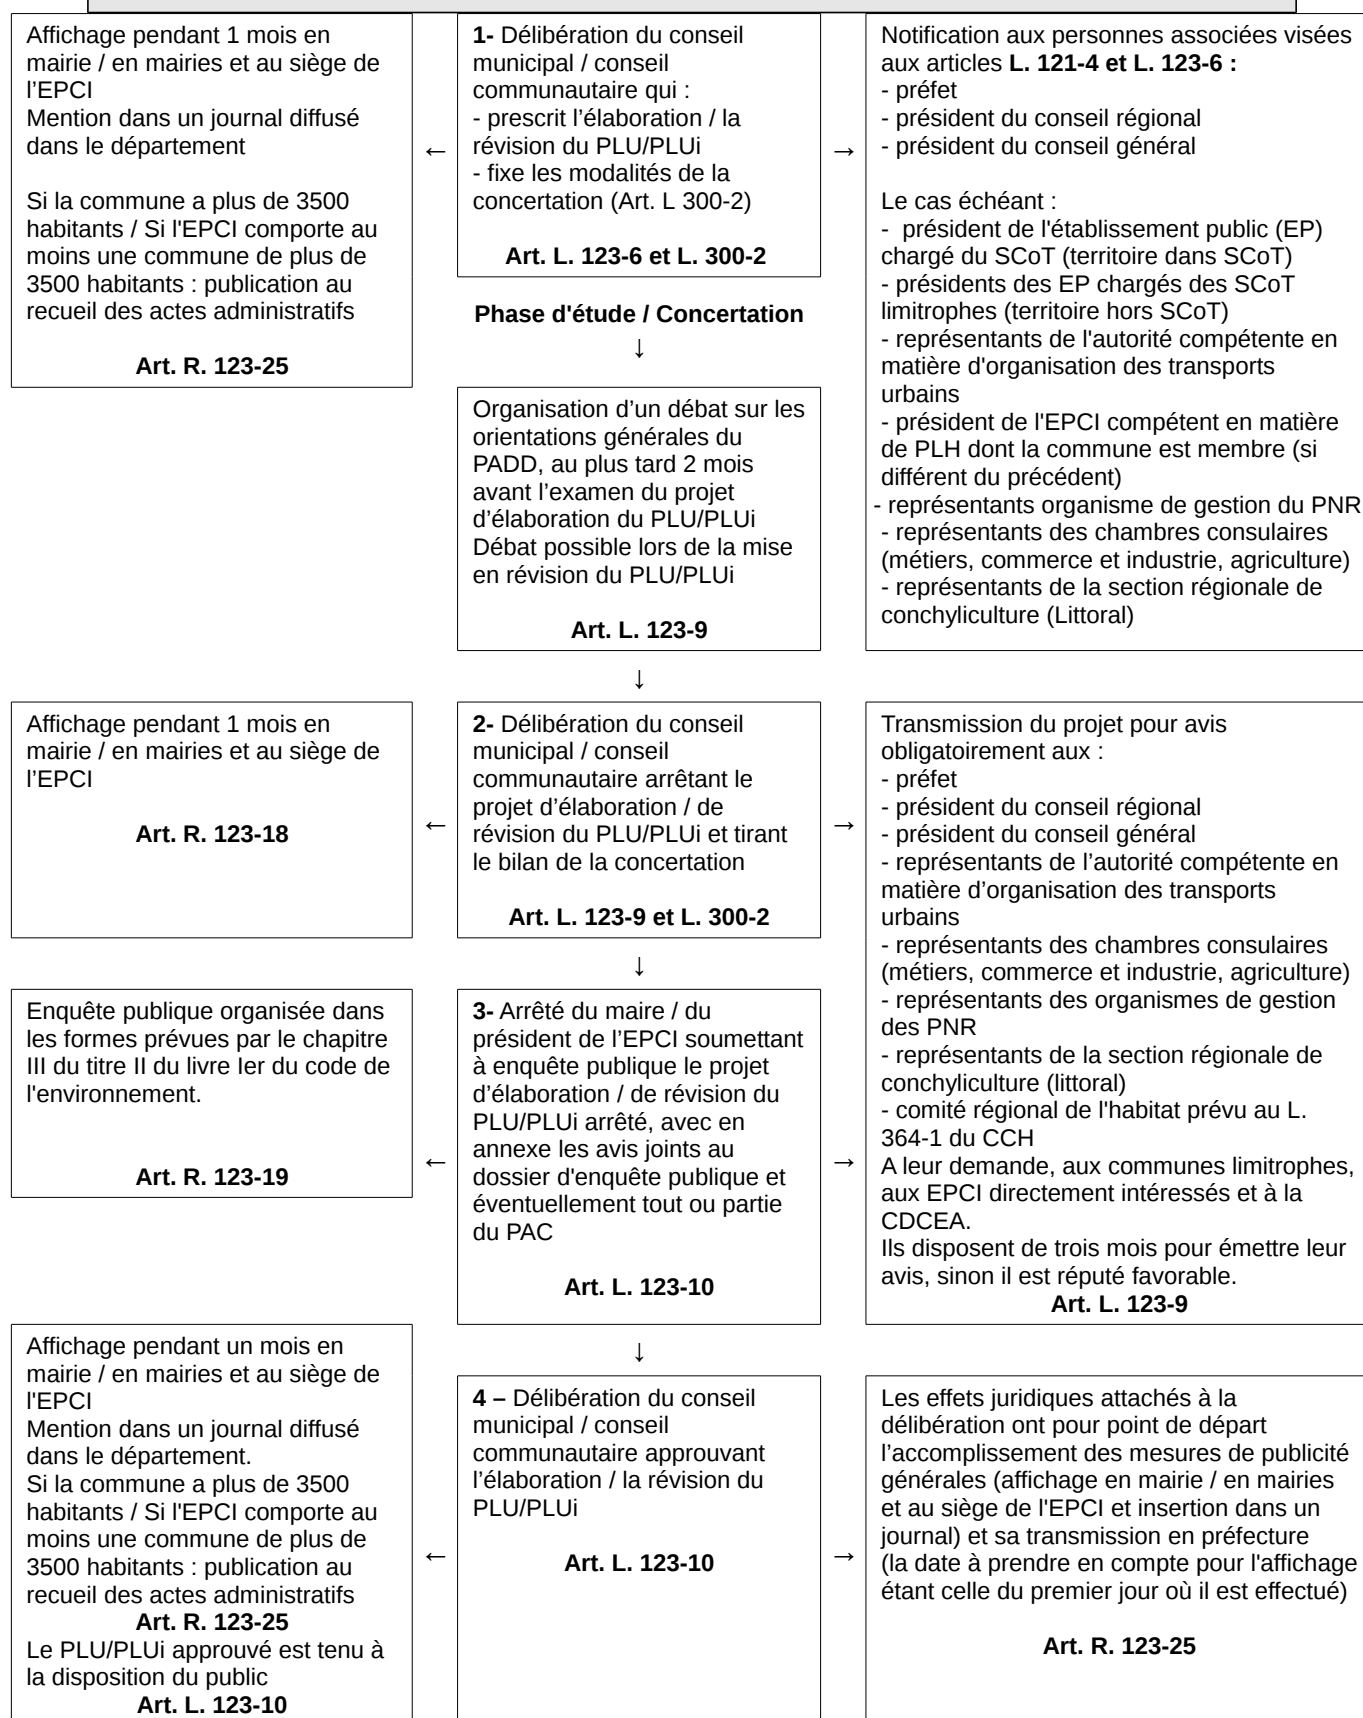 Affichage pendant 1 mois en
mairie / en mairies et au siège de
l’EPCI
Mention dans un journal diffusé
dans le département
Si la commune a plus de 3500
habitants / Si l'EPCI comporte au
moins une commune de plus de
3500 habitants : publication au
recueil des actes administratifs
Art. R. 123-25
←
1- Délibération du conseil
municipal / conseil
communautaire qui :
- prescrit l’élaboration / la
révision du PLU/PLUi
- fixe les modalités de la
concertation (Art. L 300-2)
Art. L. 123-6 et L. 300-2
→
Notification aux personnes associées visées
aux articles L. 121-4 et L. 123-6 :
- préfet
- président du conseil régional
- président du conseil général
Le cas échéant :
- président de l'établissement public (EP)
chargé du SCoT (territoire dans SCoT)
- présidents des EP chargés des SCoT
limitrophes (territoire hors SCoT)
- représentants de l'autorité compétente en
matière d'organisation des transports
urbains
- président de l'EPCI compétent en matière
de PLH dont la commune est membre (si
différent du précédent)
- représentants organisme de gestion du PNR
- représentants des chambres consulaires
(métiers, commerce et industrie, agriculture)
- représentants de la section régionale de
conchyliculture (Littoral)
Phase d'étude / Concertation
↓
Organisation d’un débat sur les
orientations générales du
PADD, au plus tard 2 mois
avant l’examen du projet
d’élaboration du PLU/PLUi
Débat possible lors de la mise
en révision du PLU/PLUi
Art. L. 123-9
↓
Affichage pendant 1 mois en
mairie / en mairies et au siège de
l’EPCI
Art. R. 123-18
←
2- Délibération du conseil
municipal / conseil
communautaire arrêtant le
projet d’élaboration / de
révision du PLU/PLUi et tirant
le bilan de la concertation
Art. L. 123-9 et L. 300-2
→
Transmission du projet pour avis
obligatoirement aux :
- préfet
- président du conseil régional
- président du conseil général
- représentants de l’autorité compétente en
matière d’organisation des transports
urbains
- représentants des chambres consulaires
(métiers, commerce et industrie, agriculture)
- représentants des organismes de gestion
des PNR
- représentants de la section régionale de
conchyliculture (littoral)
- comité régional de l'habitat prévu au L.
364-1 du CCH
A leur demande, aux communes limitrophes,
aux EPCI directement intéressés et à la
CDCEA.
Ils disposent de trois mois pour émettre leur
avis, sinon il est réputé favorable.
Art. L. 123-9
↓
Enquête publique organisée dans
les formes prévues par le chapitre
III du titre II du livre Ier du code de
l'environnement.
Art. R. 123-19
←
3- Arrêté du maire / du
président de l’EPCI soumettant
à enquête publique le projet
d’élaboration / de révision du
PLU/PLUi arrêté, avec en
annexe les avis joints au
dossier d'enquête publique et
éventuellement tout ou partie
du PAC
Art. L. 123-10
→
↓
Affichage pendant un mois en
mairie / en mairies et au siège de
l'EPCI
Mention dans un journal diffusé
dans le département.
Si la commune a plus de 3500
habitants / Si l'EPCI comporte au
moins une commune de plus de
3500 habitants : publication au
recueil des actes administratifs
Art. R. 123-25
Le PLU/PLUi approuvé est tenu à
la disposition du public
Art. L. 123-10
←
4 – Délibération du conseil
municipal / conseil
communautaire approuvant
l’élaboration / la révision du
PLU/PLUi
Art. L. 123-10
→
Les effets juridiques attachés à la
délibération ont pour point de départ
l’accomplissement des mesures de publicité
générales (affichage en mairie / en mairies
et au siège de l'EPCI et insertion dans un
journal) et sa transmission en préfecture
(la date à prendre en compte pour l'affichage
étant celle du premier jour où il est effectué)
Art. R. 123-25